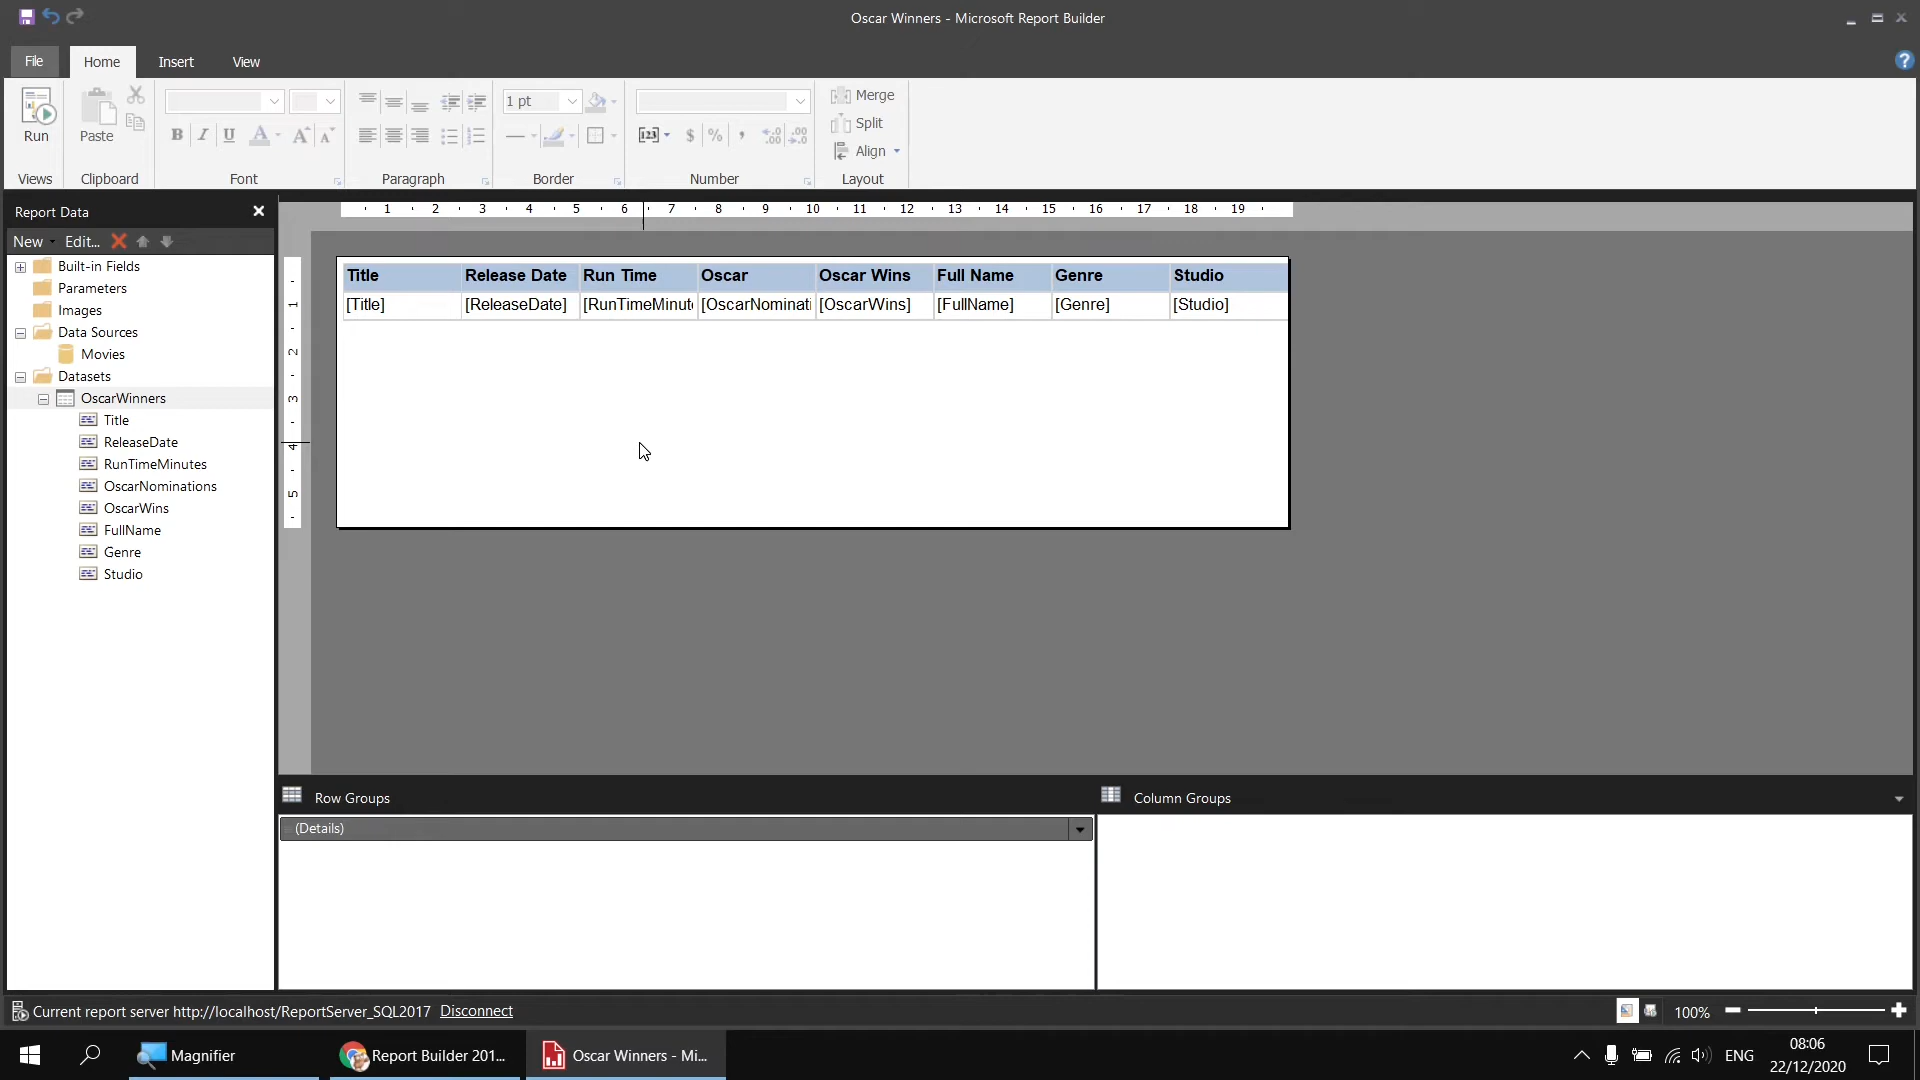 Oscar Winners - Microsoft Report Builder
File
Home
Insert
View
Run
Paste
1 pt
B I U
Merge
Split
Align
Views
Clipboard
Font
Paragraph
Border
Number
Layout
Report Data
New Edit...
Built-in Fields
Parameters
Images
Data Sources
Movies
Datasets
OscarWinners
Title
ReleaseDate
RunTimeMinutes
OscarNominations
OscarWins
FullName
Genre
Studio
1 2 3 4 5 6 7 8 9 10 11 12 13 14 15 16 17 18 19
1
2
3
4
5
Title Release Date Run Time Oscar Oscar Wins Full Name Genre Studio
[Title] [ReleaseDate] [RunTimeMinut [OscarNominati [OscarWins] [FullName] [Genre] [Studio]
Row Groups
(Details)
Column Groups
Current report server http://localhost/ReportServer_SQL2017 Disconnect
100%
Magnifier
Report Builder 201...
Oscar Winners - Mi...
ENG
08:06
22/12/2020